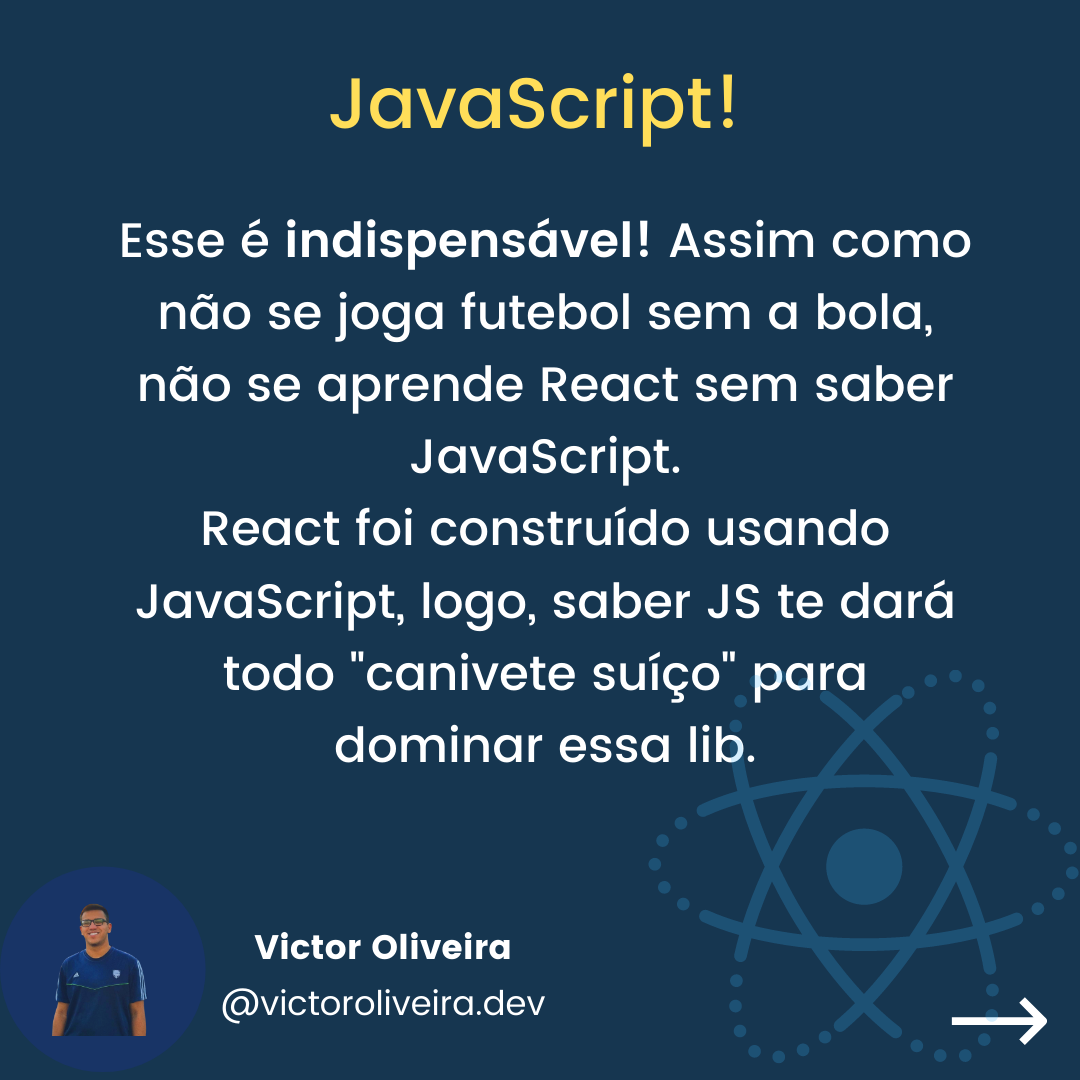 JavaScript!
Esse é indispensável! Assim como
não se joga futebol sem a bola,
não se aprende React sem saber
JavaScript.
React foi construído usando
JavaScript, logo, saber JS te dará
todo "canivete suíço" para
dominar essa lib.
Victor Oliveira
@victoroliveira.dev